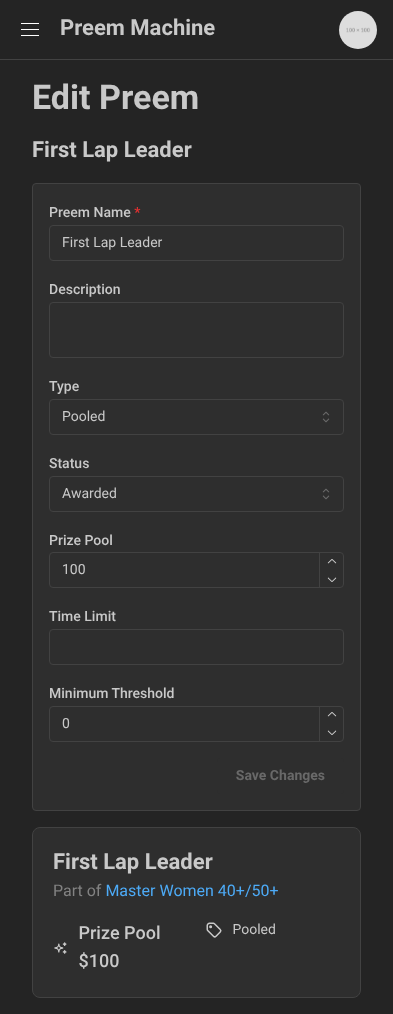 Preem Machine
100 × 100
Edit Preem
First Lap Leader
Preem Name *
First Lap Leader
Description
Type
Pooled
Status
Awarded
Prize Pool
100
Time Limit
Minimum Threshold
0
Save Changes
First Lap Leader
Part of Master Women 40+/50+
Prize Pool
$100
Pooled